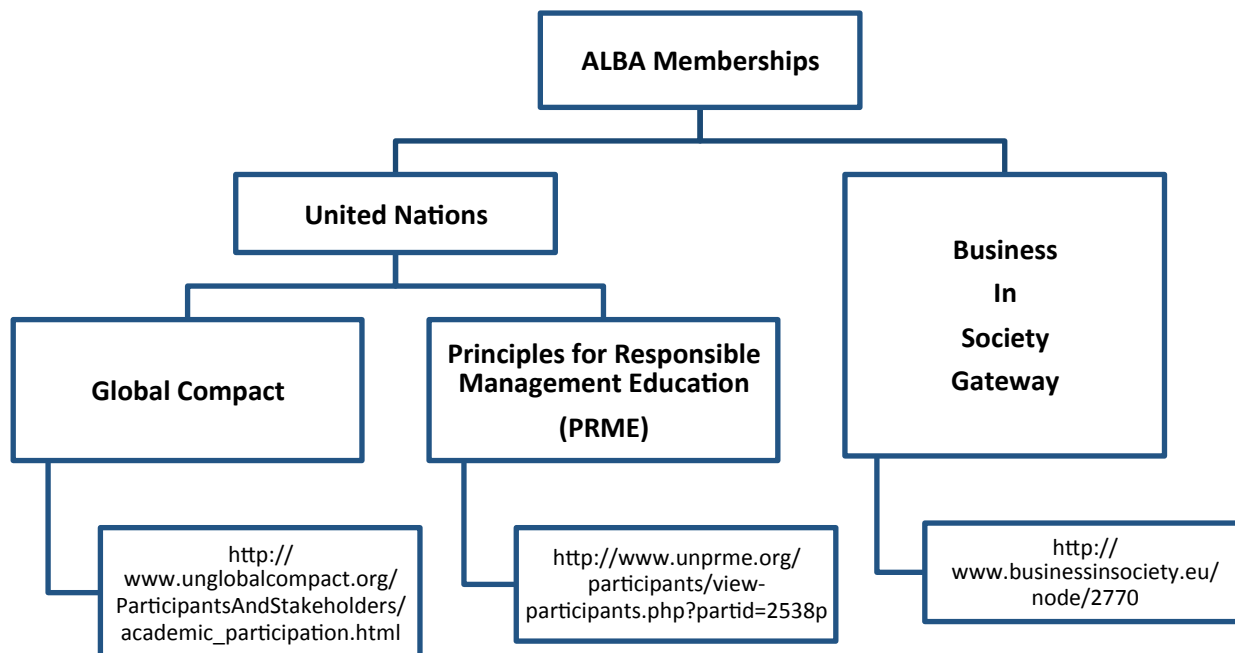 ALBA Memberships
United Nations
Business
In
Society
Gateway
Global Compact
Principles for Responsible
Management Education
(PRME)
http://
www.unglobalcompact.org/
ParticipantsAndStakeholders/
academic_participation.html
http://www.unprme.org/
participants/view-
participants.php?partid=2538p
http://
www.businessinsociety.eu/
node/2770